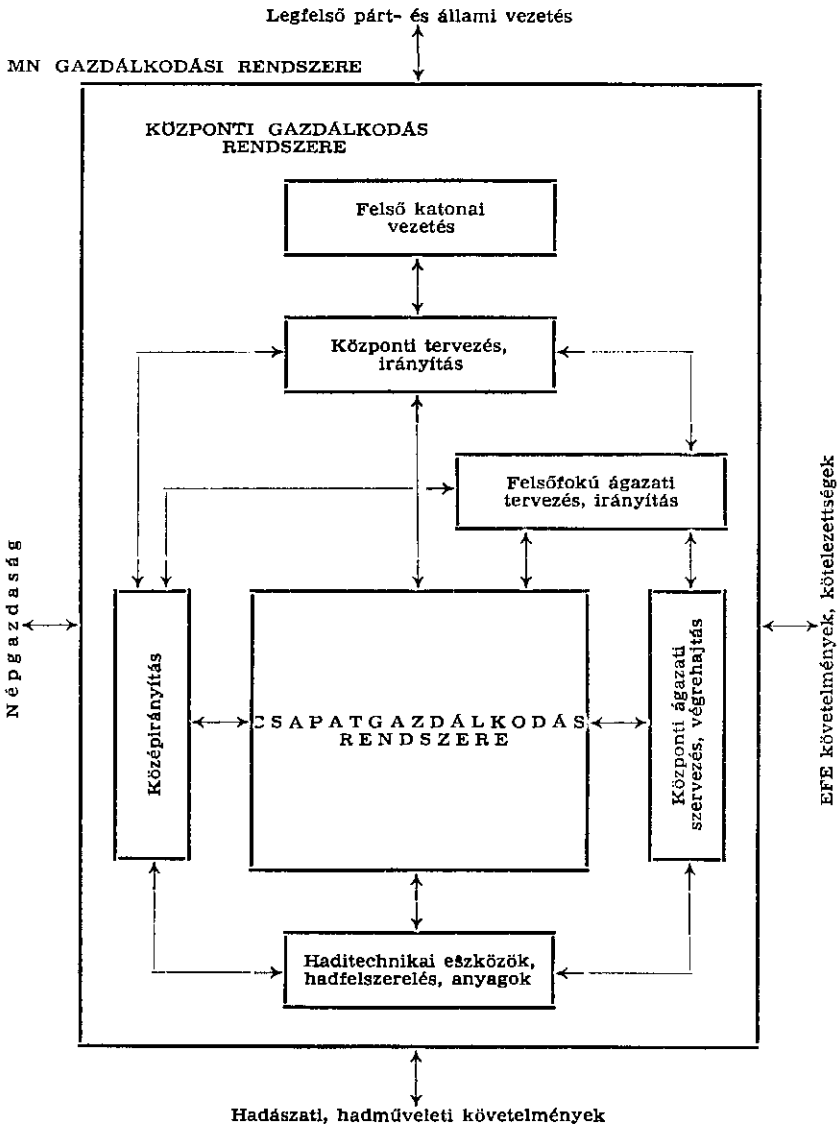 Legfelső párt- és állami vezetés
MN GAZDÁLKODÁSI RENDSZERE
KÖZPONTI GAZDÁLKODÁS
RENDSZERE
Felső katonai
vezetés
Központi tervezés,
irányítás
Felsőfokú ágazati
tervezés, irányítás
Népgazdaság
Középirányítás
CSAPATGAZDÁLKODÁS
RENDSZERE
Központi ágazati
szervezés, végrehajtás
EFE követelmények, kötelezettségek
Haditechnikai eszközök,
hadfelszerelés, anyagok
Hadászati, hadműveleti követelmények